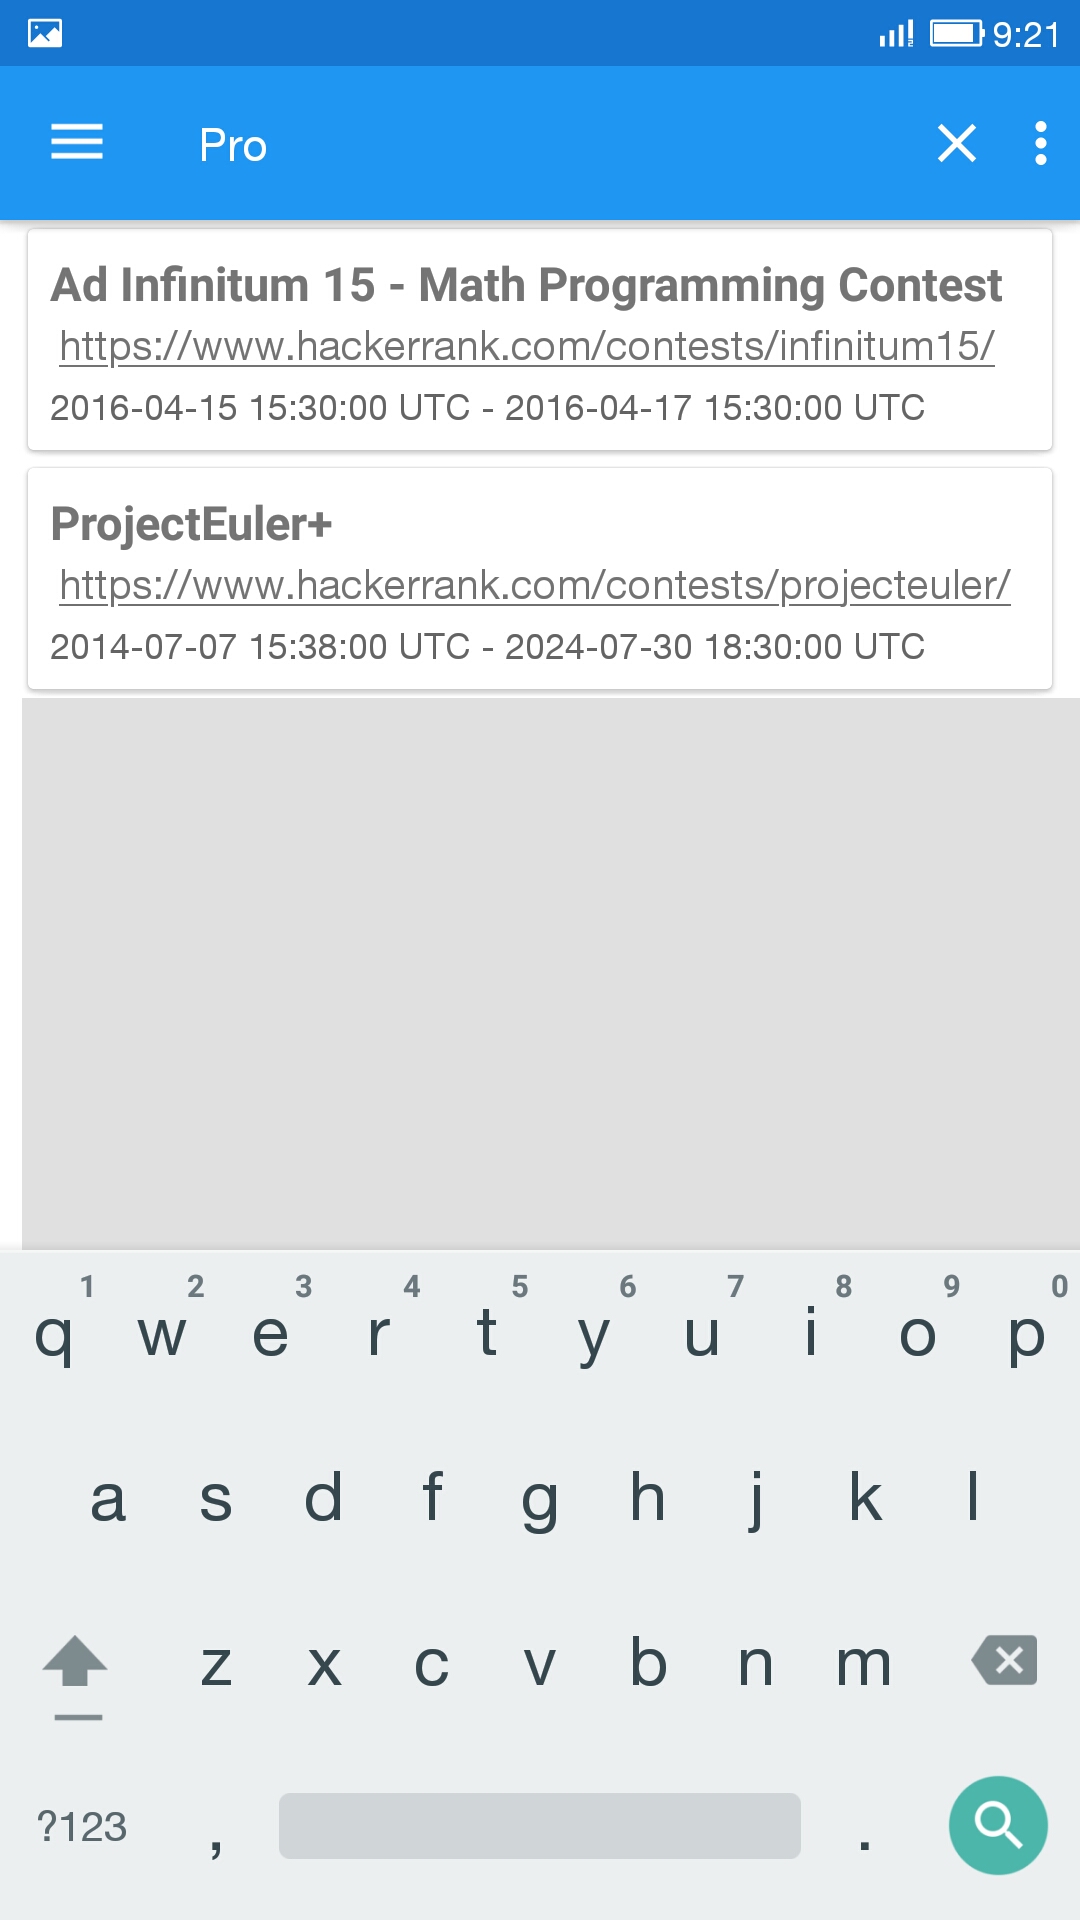 9:21
Pro
Ad Infinitum 15 - Math Programming Contest
https://www.hackerrank.com/contests/infinitum15/
2016-04-15 15:30:00 UTC - 2016-04-17 15:30:00 UTC
ProjectEuler+
https://www.hackerrank.com/contests/projecteuler/
2014-07-07 15:38:00 UTC - 2024-07-30 18:30:00 UTC
1 2 3 4 5 6 7 8 9 0
q w e r t y u i o p
a s d f g h j k l
z x c v b n m
?123 , .